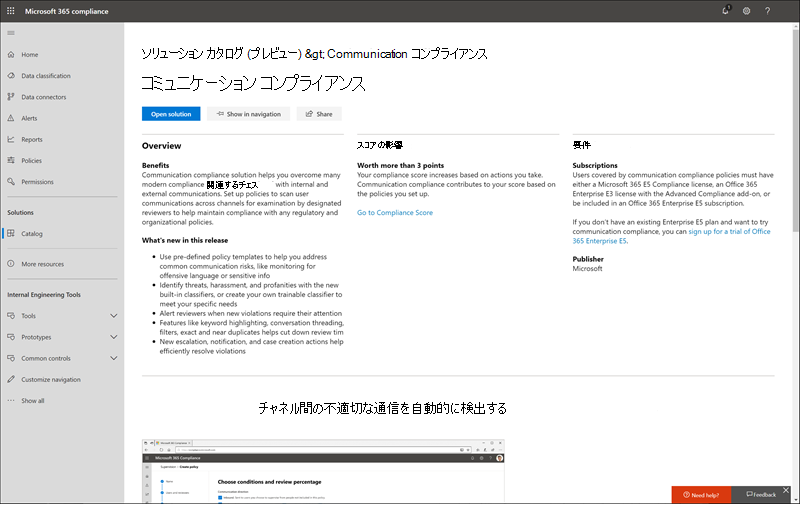 Microsoft 365 compliance
1
?
Home
Data classification
Data connectors
Alerts
Reports
Policies
Permissions
Solutions
Catalog
More resources
Internal Engineering Tools
Tools
Prototypes
Common controls
Customize navigation
Show all
ソリューション カタログ (プレビュー) &gt; Communication コンプライアンス
コミュニケーション コンプライアンス
Open solution
Show in navigation
Share
Overview
Benefits
Communication compliance solution helps you overcome many
modern compliance 関連するチェス with internal and
external communications. Set up policies to scan user
communications across channels for examination by designated
reviewers to help maintain compliance with any regulatory and
organizational policies.
What's new in this release
• Use pre-defined policy templates to help you address
common communication risks, like monitoring for
offensive language or sensitive info
• Identify threats, harassment, and profanities with the new
built-in classifiers, or create your own trainable classifier to
meet your specific needs
• Alert reviewers when new violations require their attention
• Features like keyword highlighting, conversation threading,
filters, exact and near duplicates helps cut down review tim
• New escalation, notification, and case creation actions help
efficiently resolve violations
スコアの影響
Worth more than 3 points
Your compliance score increases based on actions you take.
Communication compliance contributes to your score based on
the policies you set up.
Go to Compliance Score
要件
Subscriptions
Users covered by communication compliance policies must have
either a Microsoft 365 E5 Compliance license, an Office 365
Enterprise E3 license with the Advanced Compliance add-on, or
be included in an Office 365 Enterprise E5 subscription.
If you don't have an existing Enterprise E5 plan and want to try
communication compliance, you can sign up for a trial of Office
365 Enterprise E5.
Publisher
Microsoft
チャネル間の不適切な通信を自動的に検出する
Microsoft 365 Compliance
Supervision > Create policy
Choose conditions and review percentage
Need help?
Feedback